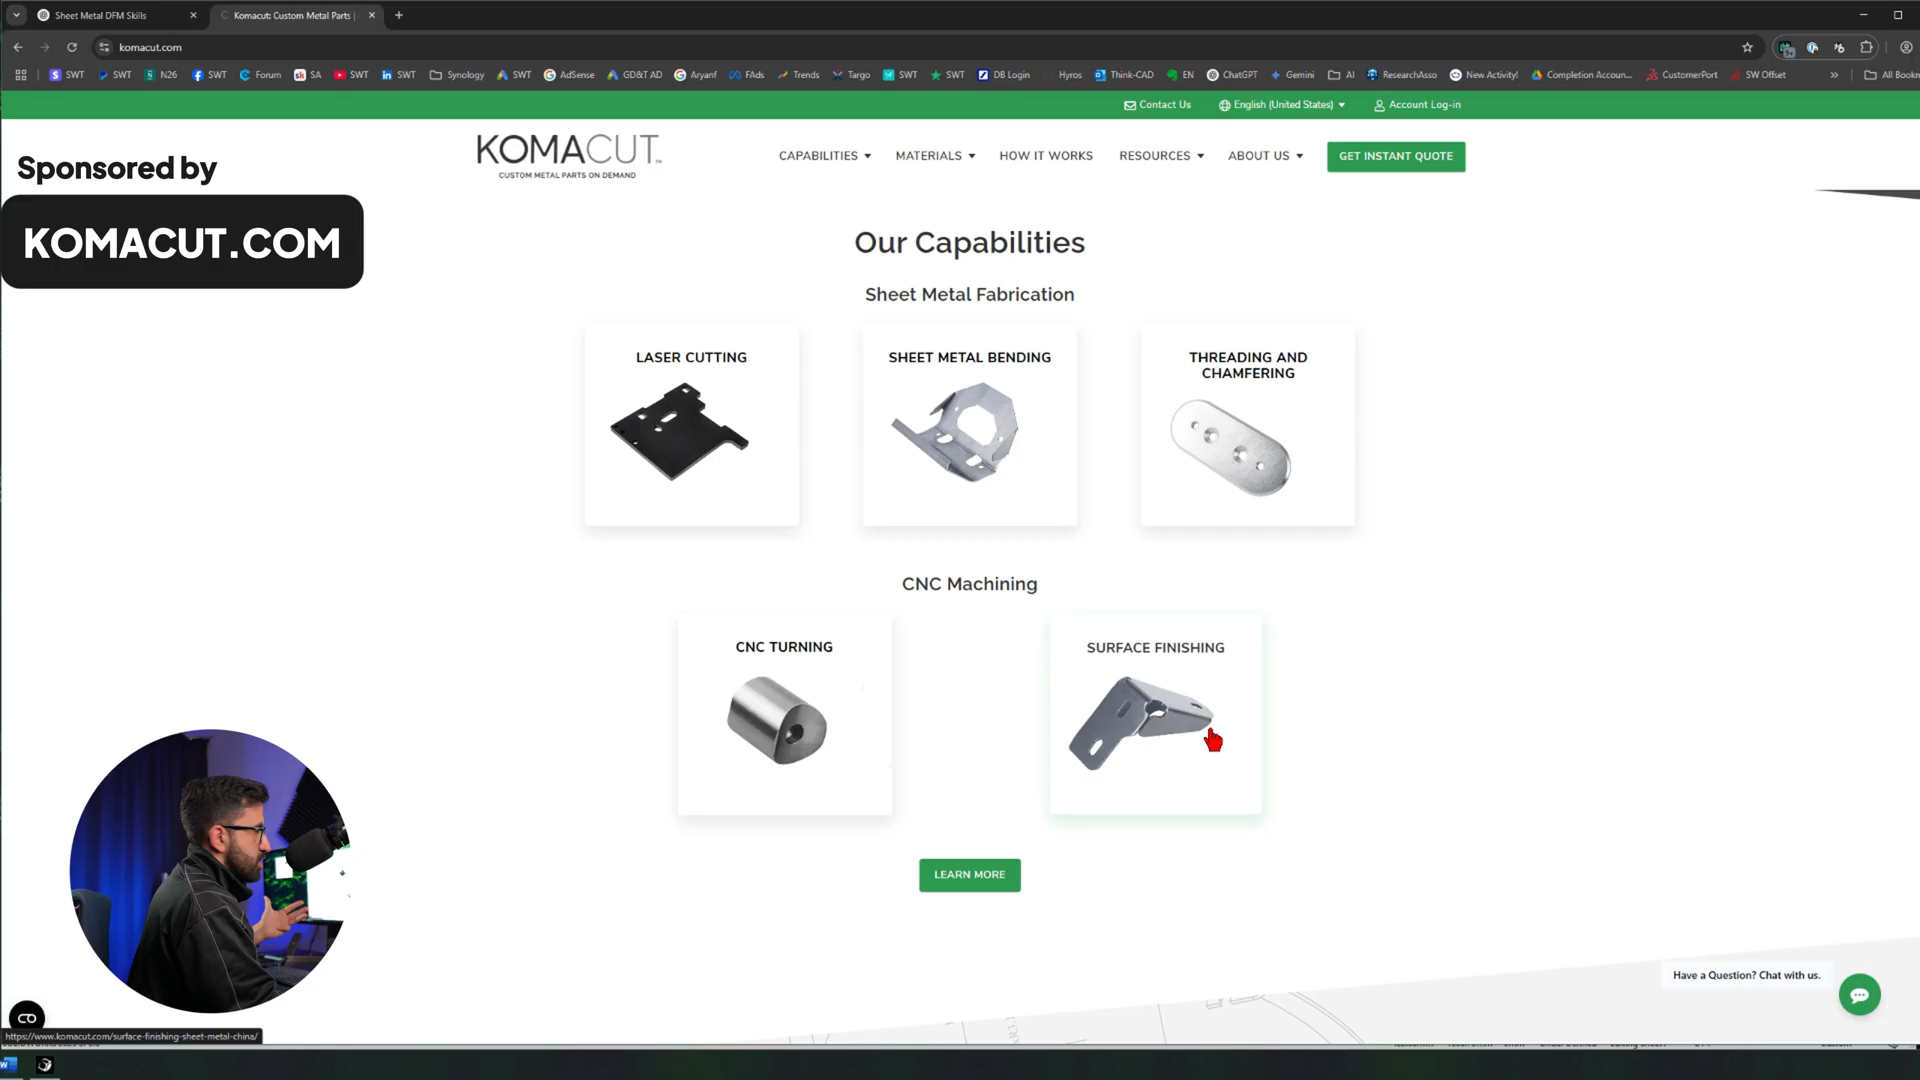 Sheet Metal DFM Skills
Komacut: Custom Metal Parts |
komacut.com
SWT
SWT
N26
SWT
Forum
SA
SWT
SWT
Synology
SWT
AdSense
GD&T AD
Aryanf
FAds
Trends
Targo
SWT
SWT
DB Login
Hyros
Think-CAD
EN
ChatGPT
Gemini
AI
ResearchAsso
New Activity!
Completion Accoun...
CustomerPort
SW Offset
»
All Bookm
Contact Us
English (United States)
Account Log-in
Sponsored by
KOMACUT.COM
KOMACUT
CUSTOM METAL PARTS ON DEMAND
CAPABILITIES
MATERIALS
HOW IT WORKS
RESOURCES
ABOUT US
GET INSTANT QUOTE
Our Capabilities
Sheet Metal Fabrication
LASER CUTTING
SHEET METAL BENDING
THREADING AND
CHAMFERING
CNC Machining
CNC TURNING
SURFACE FINISHING
LEARN MORE
Have a Question? Chat with us.
https://www.komacut.com/surface-finishing-sheet-metal-china/